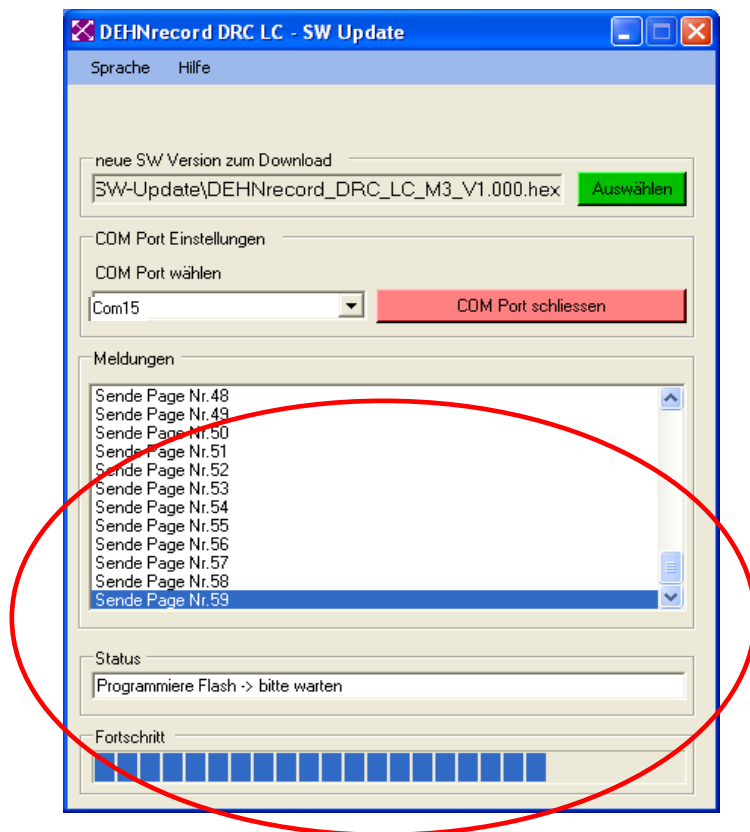 DEHNrecord DRC LC - SW Update
Sprache Hilfe
neue SW Version zum Download
SW-Update\DEHNrecord_DRC_LC_M3_V1.000.hex Auswählen
COM Port Einstellungen
COM Port wählen
Com15 COM Port schliessen
Meldungen
Sende Page Nr.48
Sende Page Nr.49
Sende Page Nr.50
Sende Page Nr.51
Sende Page Nr.52
Sende Page Nr.53
Sende Page Nr.54
Sende Page Nr.55
Sende Page Nr.56
Sende Page Nr.57
Sende Page Nr.58
Sende Page Nr.59
Status
Programmiere Flash -> bitte warten
Fortschritt